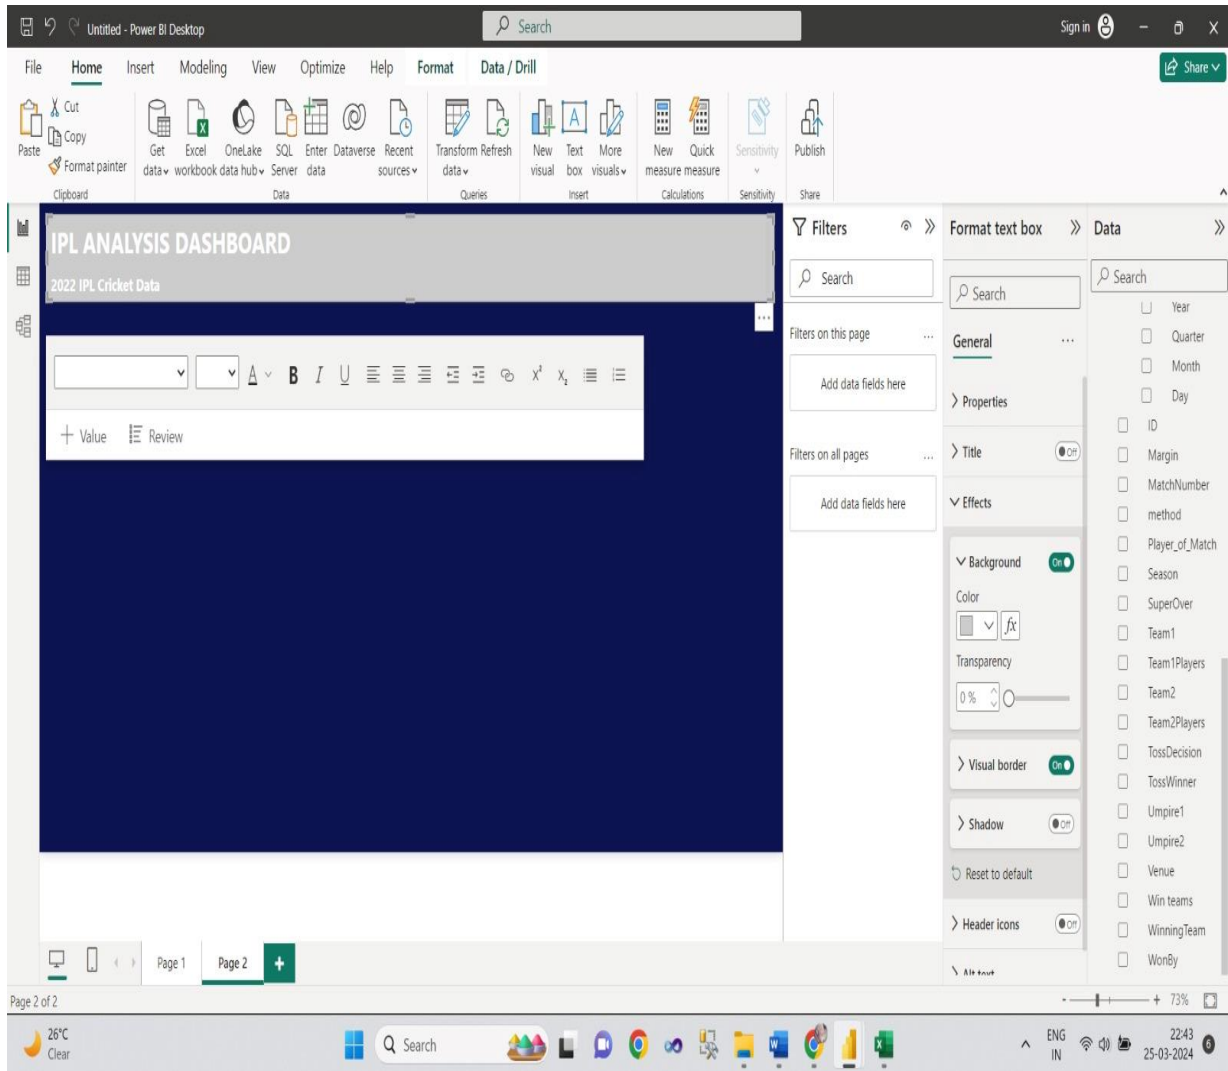 Untitled - Power BI Desktop
Search
Sign in
File Home Insert Modeling View Optimize Help Format Data / Drill
Share
Paste
Cut
Copy
Format painter
Clipboard
Get data
Excel workbook
OneLake data hub
SQL Server
Enter data
Dataverse
Recent sources
Data
Transform data
Refresh
Queries
New visual
Text box
More visuals
Insert
New measure
Quick measure
Calculations
Sensitivity
Sensitivity
Publish
Share
IPL ANALYSIS DASHBOARD
2022 IPL Cricket Data
...
A B I U x² x₂
+ Value Review
Filters
Search
Filters on this page ...
Add data fields here
Filters on all pages ...
Add data fields here
Format text box
Search
General ...
Properties
Title Off
Effects
Background On
Color
fx
Transparency
0 %
Visual border On
Shadow Off
Reset to default
Header icons Off
Alt text
Data
Search
Year
Quarter
Month
Day
ID
Margin
MatchNumber
method
Player_of_Match
Season
SuperOver
Team1
Team1Players
Team2
Team2Players
TossDecision
TossWinner
Umpire1
Umpire2
Venue
Win teams
WinningTeam
WonBy
Page 1 Page 2 +
Page 2 of 2
- + 73%
26°C
Clear
Search
ENG
IN
22:43
25-03-2024
6